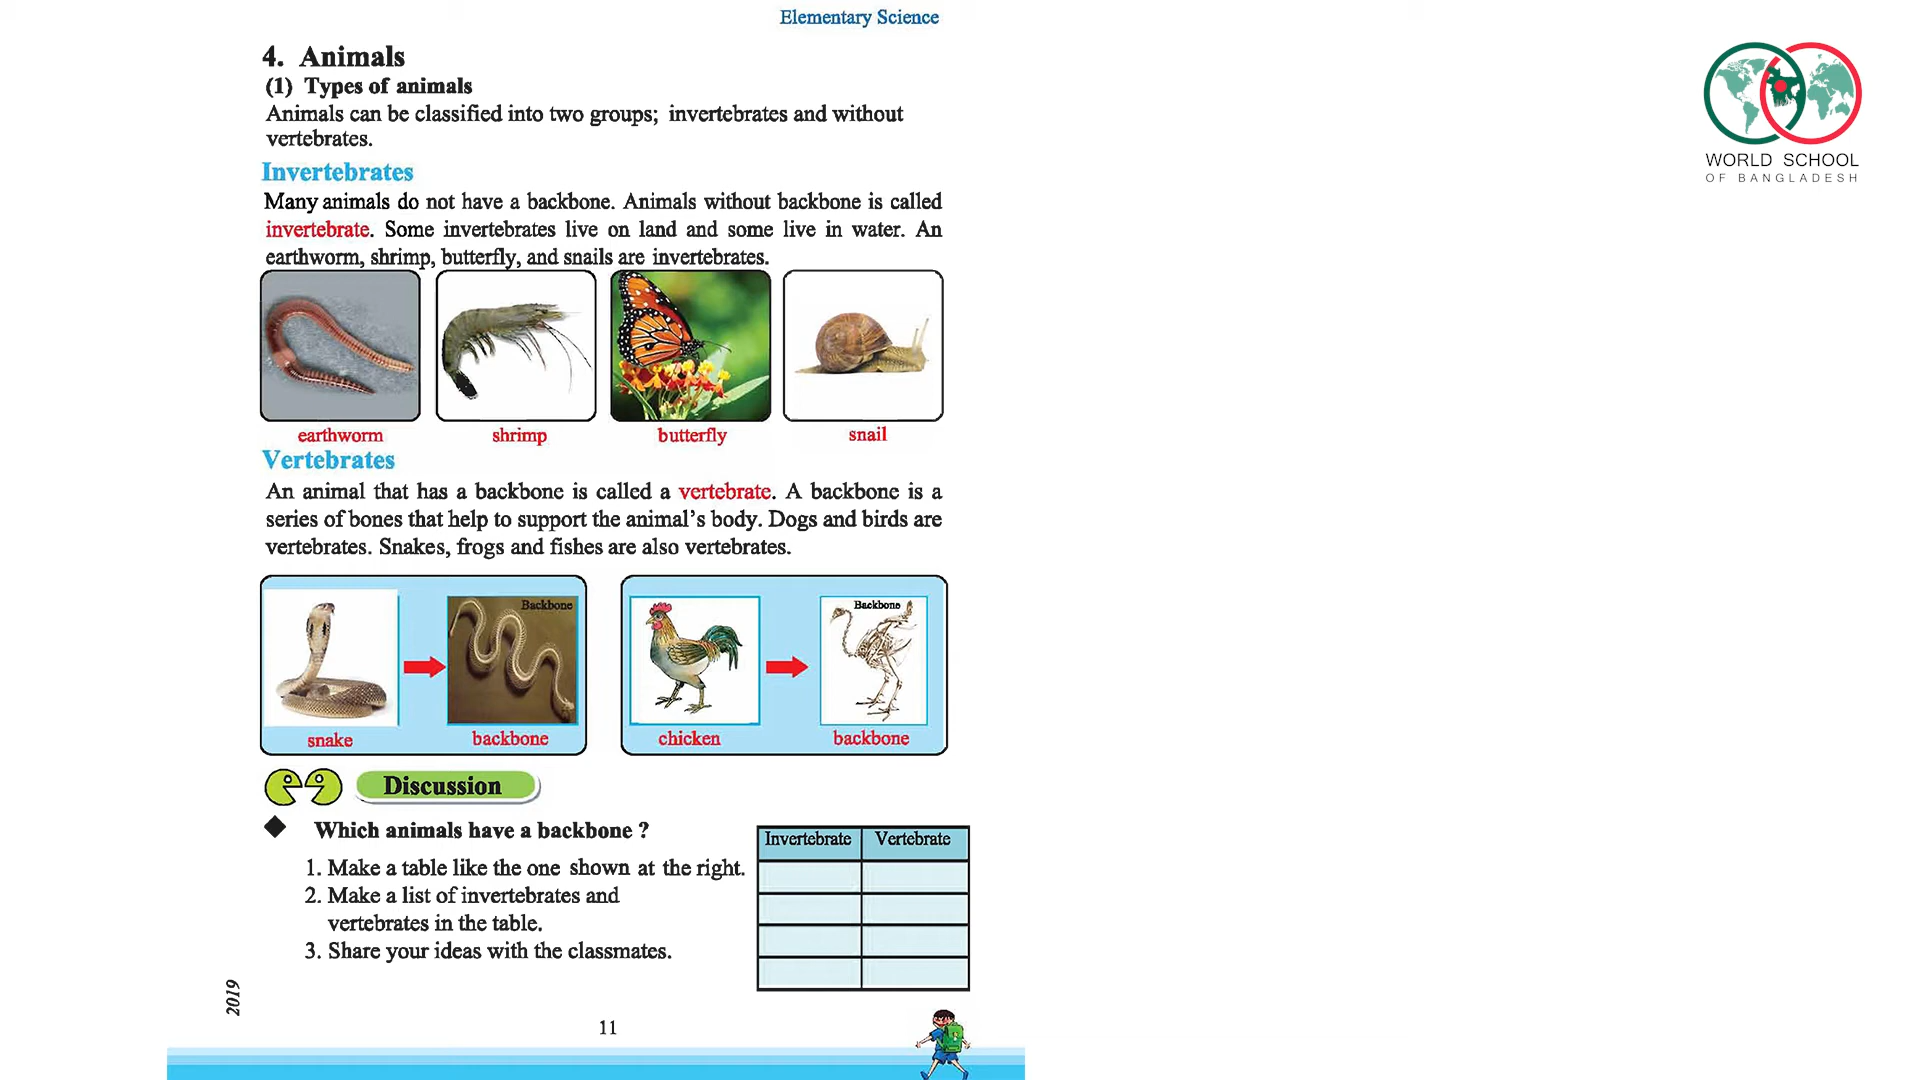 Elementary Science
4. Animals
(1) Types of animals
Animals can be classified into two groups; invertebrates and without
vertebrates.
Invertebrates
Many animals do not have a backbone. Animals without backbone is called
invertebrate. Some invertebrates live on land and some live in water. An
earthworm, shrimp, butterfly, and snails are invertebrates.
earthworm shrimp butterfly snail
Vertebrates
An animal that has a backbone is called a vertebrate. A backbone is a
series of bones that help to support the animal's body. Dogs and birds are
vertebrates. Snakes, frogs and fishes are also vertebrates.
Backbone Backbone
snake backbone chicken backbone
Discussion
Which animals have a backbone ?
1. Make a table like the one shown at the right.
2. Make a list of invertebrates and
vertebrates in the table.
3. Share your ideas with the classmates.
Invertebrate Vertebrate
2019
11
WORLD SCHOOL
OF BANGLADESH